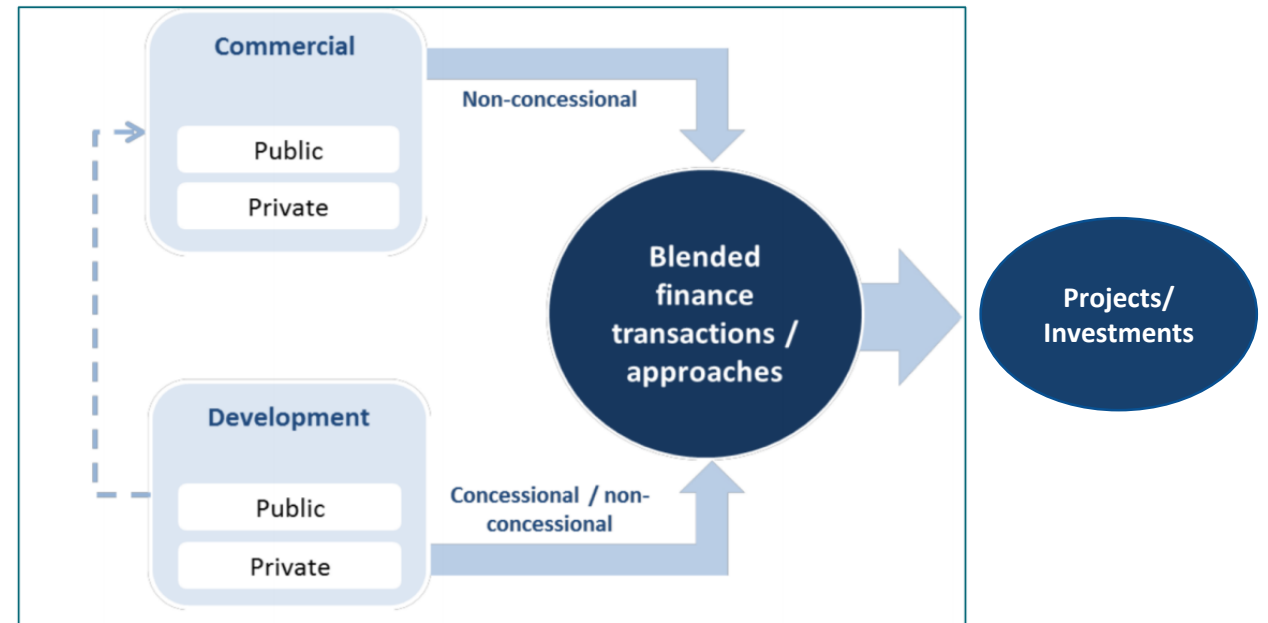 Commercial
Public
Private
Non-concessional
Blended
finance
transactions /
approaches
Projects/
Investments
Development
Public
Private
Concessional / non-
concessional